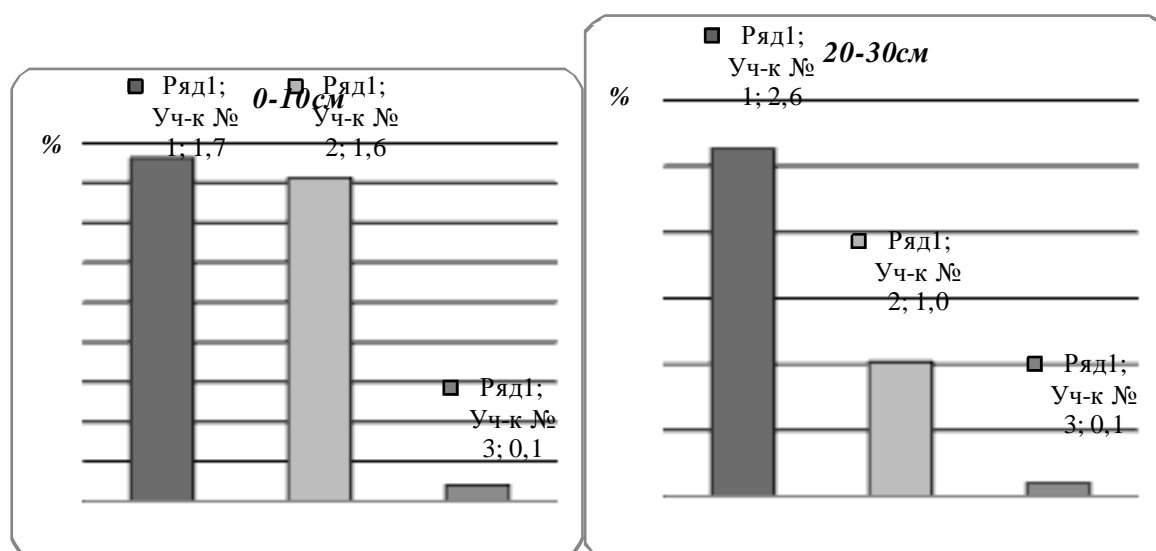 0-10см
%
Ряд1;
Уч-к №
1; 1,7
Ряд1;
Уч-к №
2; 1,6
Ряд1;
Уч-к №
3; 0,1
20-30см
%
Ряд1;
Уч-к №
1; 2,6
Ряд1;
Уч-к №
2; 1,0
Ряд1;
Уч-к №
3; 0,1